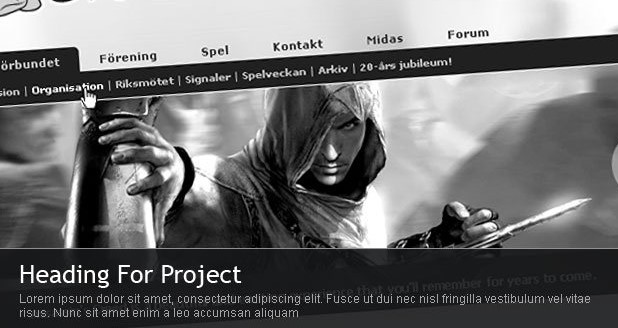 Forum
Midas
Kontakt
Spel
Förening
örbundet
sion | Organisation | Riksmötet | Signaler | Spelveckan | Arkiv | 20-års jubileum!
that you'll remember for years to come.
Heading For Project
Lorem ipsum dolor sit amet, consectetur adipiscing elit. Fusce ut dui nec nisl fringilla vestibulum vel vitae
risus. Nunc sit amet enim a leo accumsan aliquam